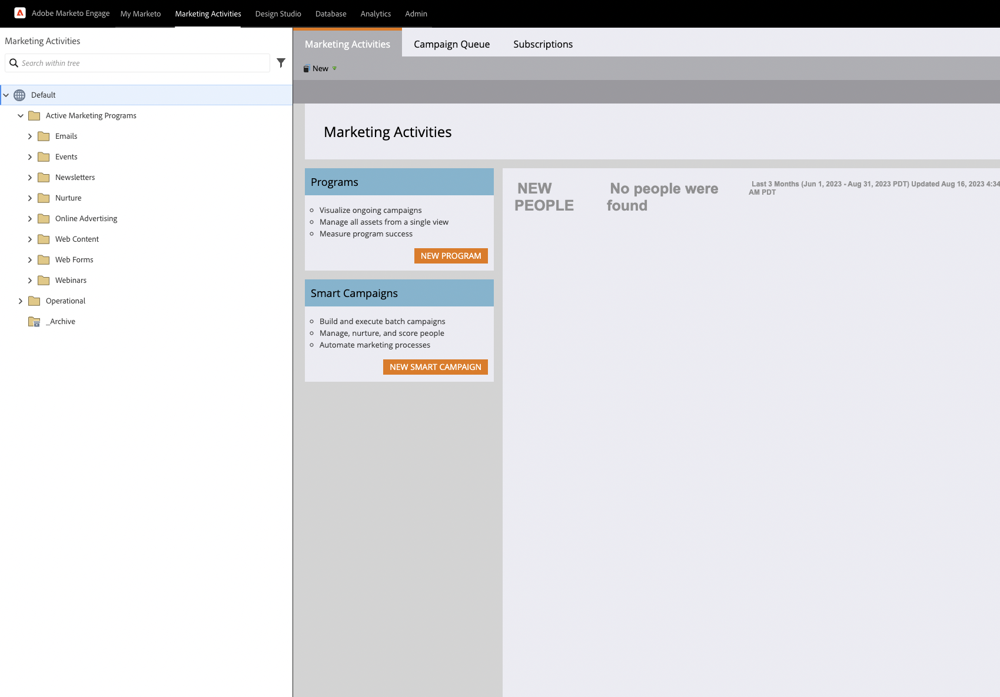 Adobe Marketo Engage
My Marketo
Marketing Activities
Design Studio
Database
Analytics
Admin
Marketing Activities
Search within tree
Default
Active Marketing Programs
Emails
Events
Newsletters
Nurture
Online Advertising
Web Content
Web Forms
Webinars
Operational
_Archive
Marketing Activities
Campaign Queue
Subscriptions
New
Marketing Activities
Programs
Visualize ongoing campaigns
Manage all assets from a single view
Measure program success
NEW PROGRAM
Smart Campaigns
Build and execute batch campaigns
Manage, nurture, and score people
Automate marketing processes
NEW SMART CAMPAIGN
NEW
PEOPLE
No people were
found
Last 3 Months (Jun 1, 2023 - Aug 31, 2023 PDT) Updated Aug 16, 2023 4:34
AM PDT